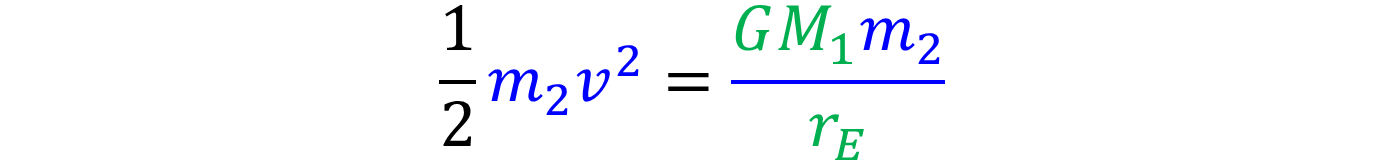 ½ m₂v² = GM₁m₂ / r_E